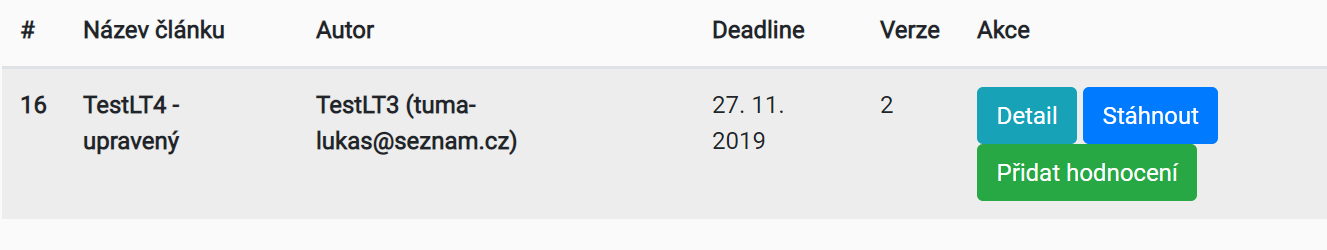 # Název článku Autor Deadline Verze Akce
16 TestLT4 - TestLT3 (tuma- 27. 11. 2 Detail Stáhnout
upravený lukas@seznam.cz) 2019
Přidat hodnocení